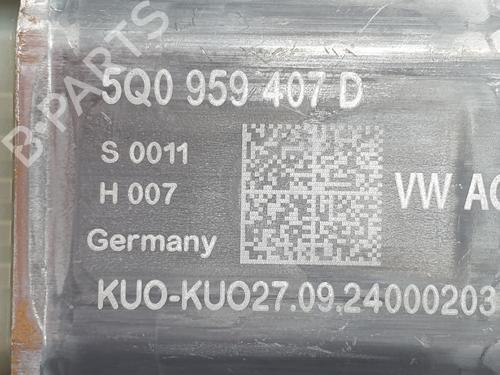 5Q0 959 407 D
S 0011
H 007
VW AG
Germany
KUO-KUO27.09.24000203
B-PARTS